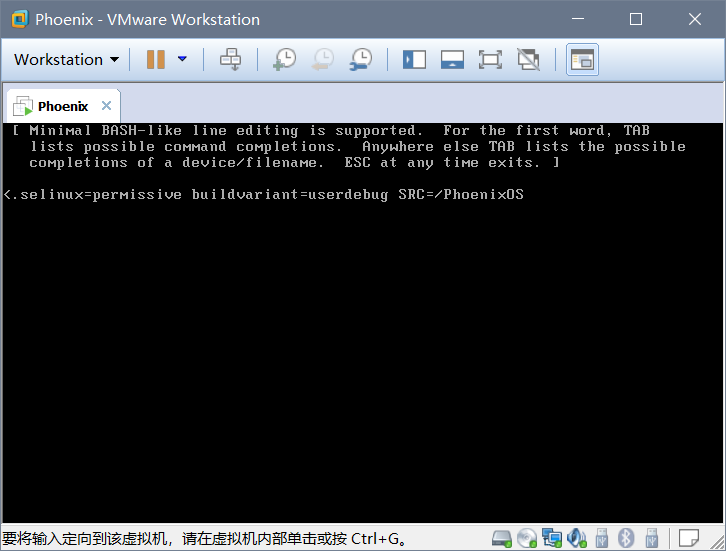 Phoenix - VMware Workstation
Workstation
Phoenix
[ Minimal BASH-like line editing is supported.  For the first word, TAB
lists possible command completions.  Anywhere else TAB lists the possible
completions of a device/filename.  ESC at any time exits. ]
<.selinux=permissive buildvariant=userdebug SRC=/PhoenixOS
要将输入定向到该虚拟机，请在虚拟机内部单击或按 Ctrl+G。